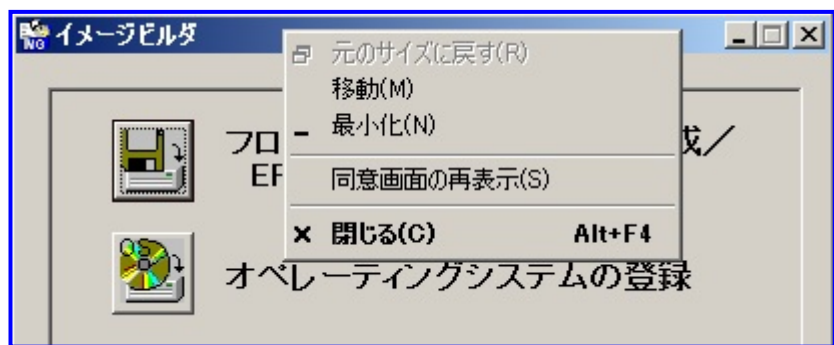 イメージビルダ
元のサイズに戻す(R)
移動(M)
最小化(N)
同意画面の再表示(S)
閉じる(C) Alt+F4
フロ
成/
EF
オペレーティングシステムの登録